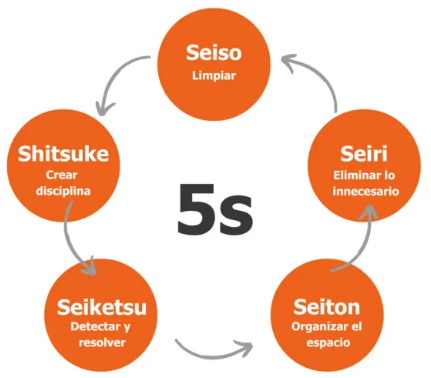 Seiso
Limpiar
Shitsuke
Crear
disciplina
Seiri
Eliminar lo
innecesario
5s
Seiketsu
Detectar y
resolver
Seiton
Organizar el
espacio